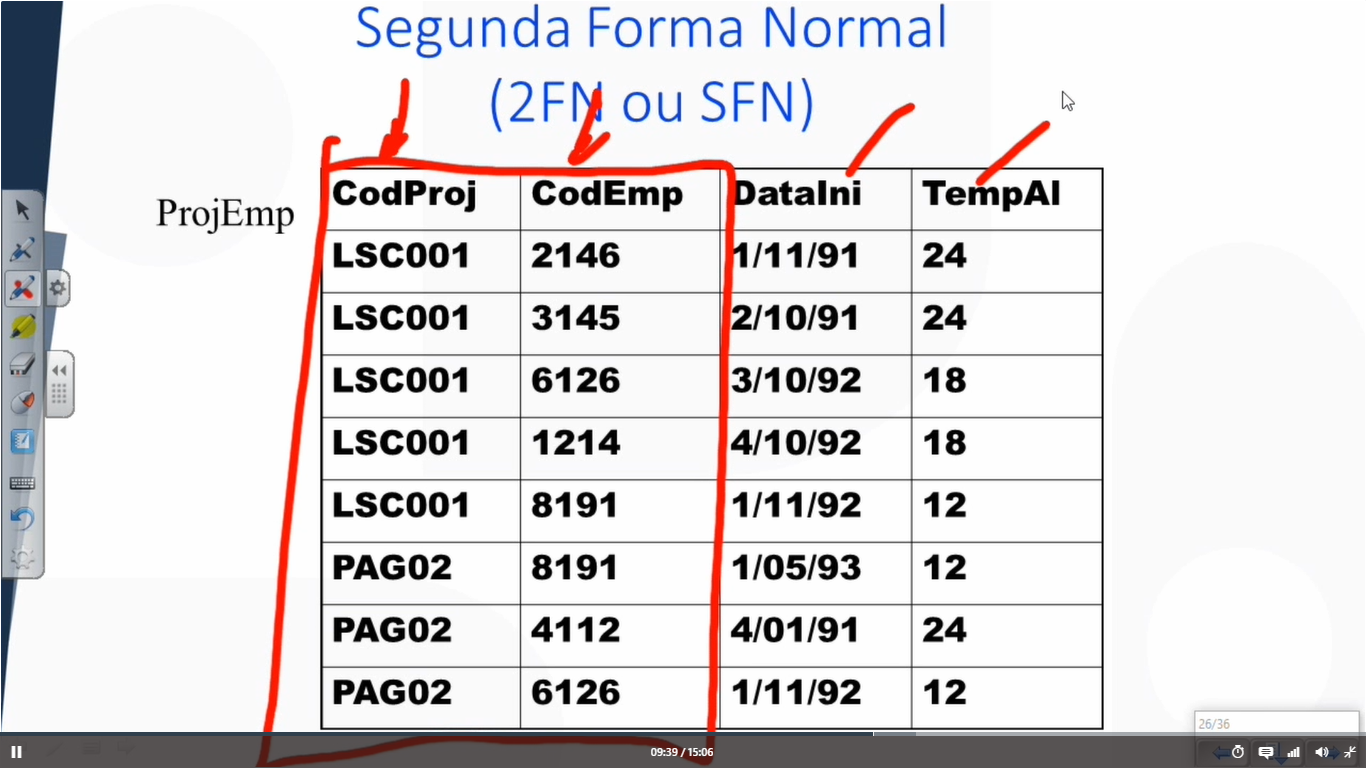 Segunda Forma Normal
(2FN ou SFN)
ProjEmp
CodProj CodEmp DataIni TempAl
LSC001 2146 1/11/91 24
LSC001 3145 2/10/91 24
LSC001 6126 3/10/92 18
LSC001 1214 4/10/92 18
LSC001 8191 1/11/92 12
PAG02 8191 1/05/93 12
PAG02 4112 4/01/91 24
PAG02 6126 1/11/92 12
26/36
09:39 / 15:06